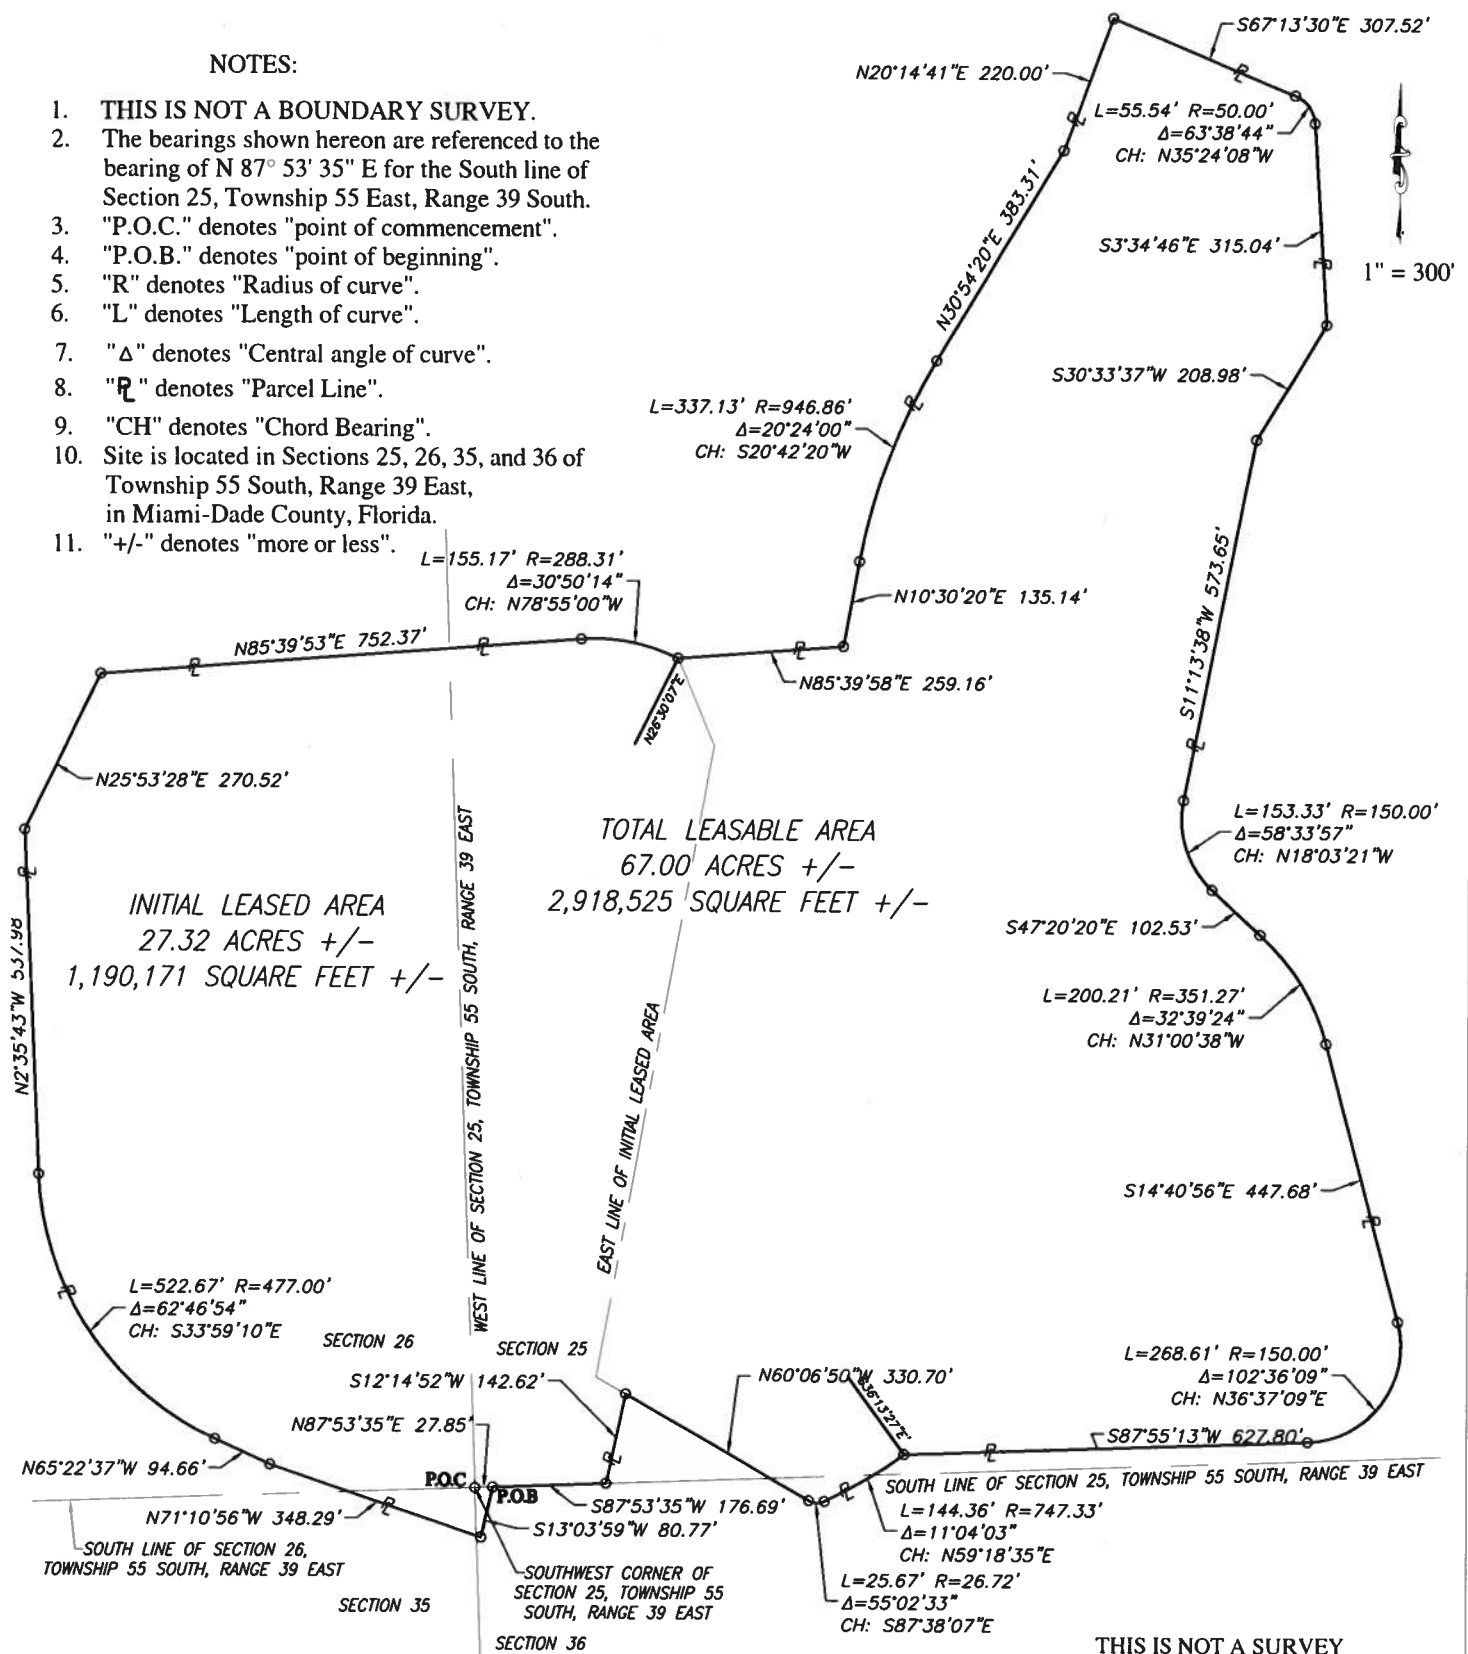 NOTES:
1. THIS IS NOT A BOUNDARY SURVEY.
2. The bearings shown hereon are referenced to the
bearing of N 87° 53' 35" E for the South line of
Section 25, Township 55 East, Range 39 South.
3. "P.O.C." denotes "point of commencement".
4. "P.O.B." denotes "point of beginning".
5. "R" denotes "Radius of curve".
6. "L" denotes "Length of curve".
7. "Δ" denotes "Central angle of curve".
8. "PL" denotes "Parcel Line".
9. "CH" denotes "Chord Bearing".
10. Site is located in Sections 25, 26, 35, and 36 of
Township 55 South, Range 39 East,
in Miami-Dade County, Florida.
11. "+/-" denotes "more or less".
S67°13'30"E 307.52'
N20°14'41"E 220.00'
L=55.54' R=50.00'
Δ=63°38'44"
CH: N35°24'08"W
1" = 300'
N30°54'20"E 383.31'
S3°34'46"E 315.04'
S30°33'37"W 208.98'
L=337.13' R=946.86'
Δ=20°24'00"
CH: S20°42'20"W
L=155.17' R=288.31'
Δ=30°50'14"
CH: N78°55'00"W
N10°30'20"E 135.14'
S11°13'38"W 573.65'
N85°39'53"E 752.37'
N85°39'58"E 259.16'
N26°30'07"E
N25°53'28"E 270.52'
TOTAL LEASABLE AREA
67.00 ACRES +/-
2,918,525 SQUARE FEET +/-
INITIAL LEASED AREA
27.32 ACRES +/-
1,190,171 SQUARE FEET +/-
L=153.33' R=150.00'
Δ=58°33'57"
CH: N18°03'21"W
S47°20'20"E 102.53'
N2°35'43"W 537.98'
WEST LINE OF SECTION 25, TOWNSHIP 55 SOUTH, RANGE 39 EAST
EAST LINE OF INITIAL LEASED AREA
L=200.21' R=351.27'
Δ=32°39'24"
CH: N31°00'38"W
S14°40'56"E 447.68'
L=522.67' R=477.00'
Δ=62°46'54"
CH: S33°59'10"E
SECTION 26
SECTION 25
L=268.61' R=150.00'
Δ=102°36'09"
CH: N36°37'09"E
S12°14'52"W 142.62'
N60°06'50"W 330.70'
N87°53'35"E 27.85'
S87°55'13"W 627.80'
N65°22'37"W 94.66'
P.O.C
P.O.B
SOUTH LINE OF SECTION 25, TOWNSHIP 55 SOUTH, RANGE 39 EAST
S87°53'35"W 176.69'
N71°10'56"W 348.29'
S13°03'59"W 80.77'
L=144.36' R=747.33'
Δ=11°04'03"
CH: N59°18'35"E
SOUTH LINE OF SECTION 26,
TOWNSHIP 55 SOUTH, RANGE 39 EAST
SOUTHWEST CORNER OF
SECTION 25, TOWNSHIP 55
SOUTH, RANGE 39 EAST
L=25.67' R=26.72'
Δ=55°02'33"
CH: S87°38'07"E
SECTION 35
SECTION 36
THIS IS NOT A SURVEY